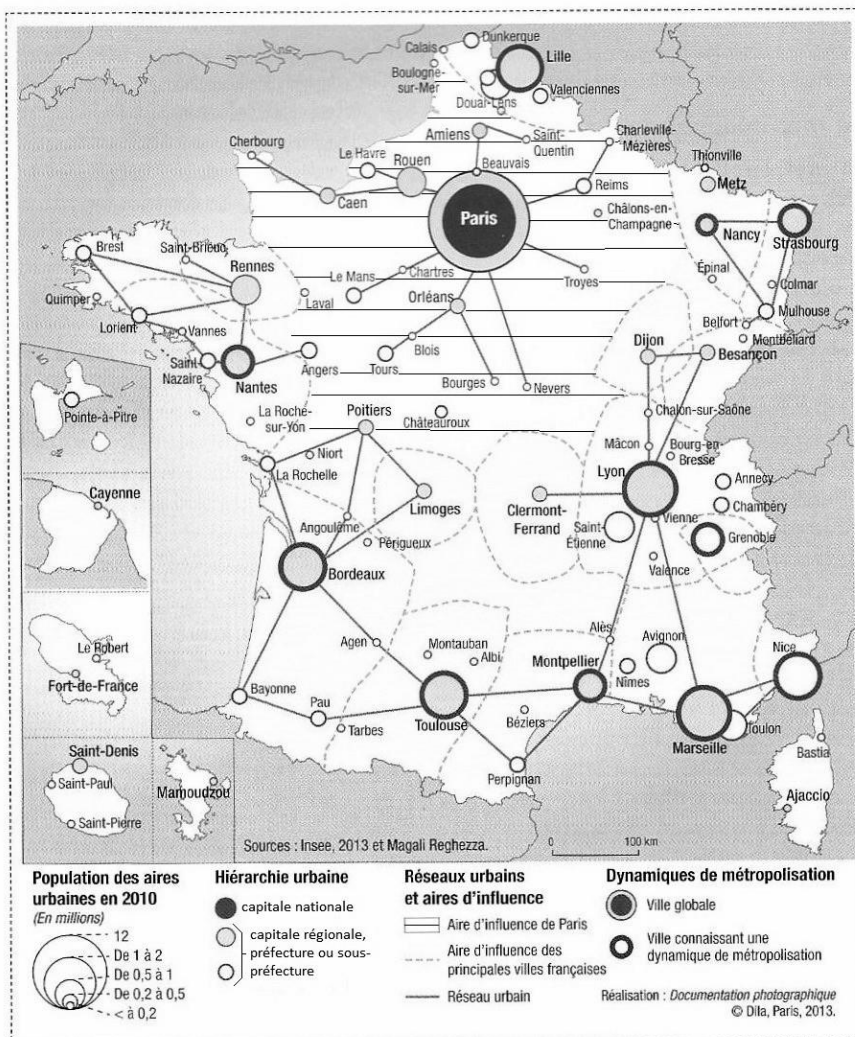 Dunkerque
Calais
Lille
Boulogne-
sur-Mer
Valenciennes
Douai-Lens
Amiens
Saint-
Quentin
Charleville-
Mézières
Cherbourg
Le Havre
Rouen
Beauvais
Thionville
Metz
Caen
Reims
Paris
Châlons-en-
Champagne
Nancy
Strasbourg
Brest
Saint-Brieuc
Rennes
Chartres
Le Mans
Troyes
Épinal
Colmar
Quimper
Laval
Orléans
Mulhouse
Lorient
Vannes
Belfort
Montbéliard
Blois
Dijon
Besançon
Saint-
Nazaire
Nantes
Angers
Tours
Bourges
Nevers
Pointe-à-Pitre
La Roche-
sur-Yon
Poitiers
Châteauroux
Chalon-sur-Saône
Niort
Mâcon
Bourg-en-
Bresse
La Rochelle
Lyon
Annecy
Cayenne
Limoges
Clermont-
Ferrand
Chambéry
Angoulême
Saint-
Étienne
Vienne
Grenoble
Périgueux
Valence
Bordeaux
Le Robert
Fort-de-France
Agen
Montauban
Albi
Alès
Avignon
Nice
Montpellier
Nîmes
Bayonne
Pau
Toulouse
Béziers
Marseille
Toulon
Tarbes
Bastia
Saint-Denis
Saint-Paul
Mamoudzou
Perpignan
Ajaccio
Saint-Pierre
Sources : Insee, 2013 et Magali Reghezza.
0 100 km
Population des aires
urbaines en 2010
(En millions)
12
De 1 à 2
De 0,5 à 1
De 0,2 à 0,5
< à 0,2
Hiérarchie urbaine
capitale nationale
capitale régionale,
préfecture ou sous-
préfecture
Réseaux urbains
et aires d'influence
Aire d'influence de Paris
Aire d'influence des
principales villes françaises
Réseau urbain
Dynamiques de métropolisation
Ville globale
Ville connaissant une
dynamique de métropolisation
Réalisation : Documentation photographique
© Dila, Paris, 2013.